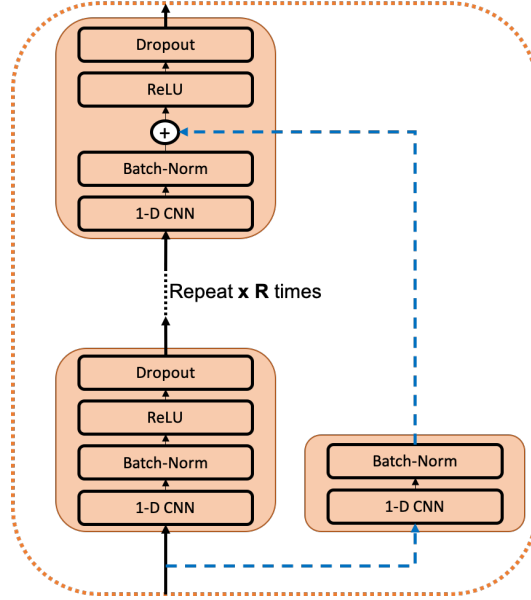 Dropout
ReLU
+
Batch-Norm
1-D CNN
Repeat x R times
Dropout
ReLU
Batch-Norm
1-D CNN
Batch-Norm
1-D CNN